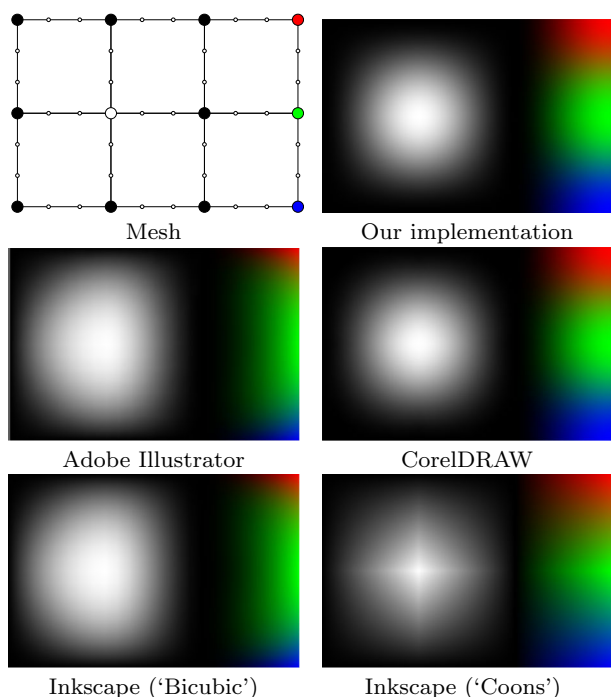 Mesh
Our implementation
Adobe Illustrator
CorelDRAW
Inkscape (‘Bicubic’)
Inkscape (‘Coons’)